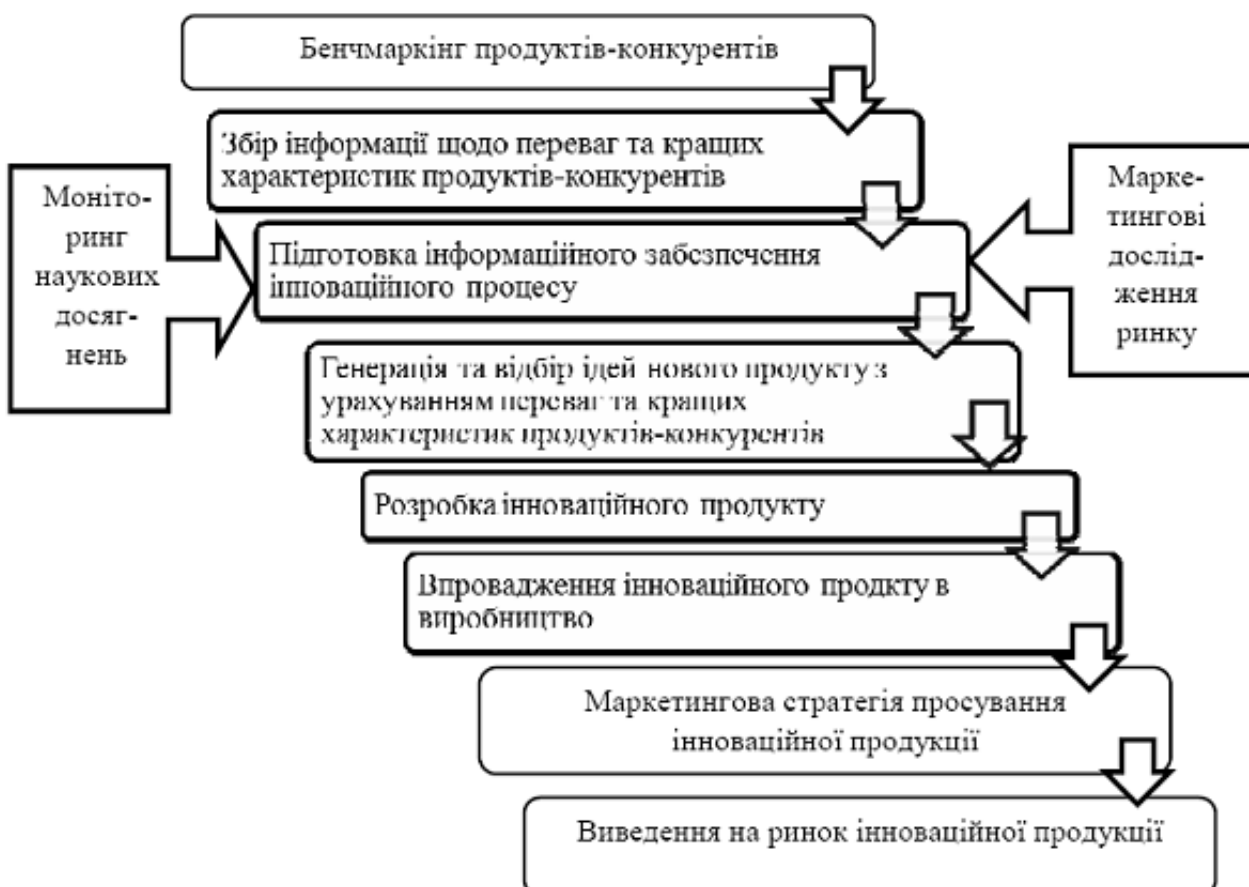 Бенчмаркінг продуктів-конкурентів
Збір інформації щодо переваг та кращих
характеристик продуктів-конкурентів
Моніто-
ринг
наукових
досяг-
нень
Підготовка інформаційного забезпечення
інноваційного процесу
Марке-
тингові
дослід-
ження
ринку
Генерація та відбір ідей нового продукту з
урахуванням переваг та кращих
характеристик продуктів-конкурентів
Розробка інноваційного продукту
Впровадження інноваційного продкту в
виробництво
Маркетингова стратегія просування
інноваційної продукції
Виведення на ринок інноваційної продукції